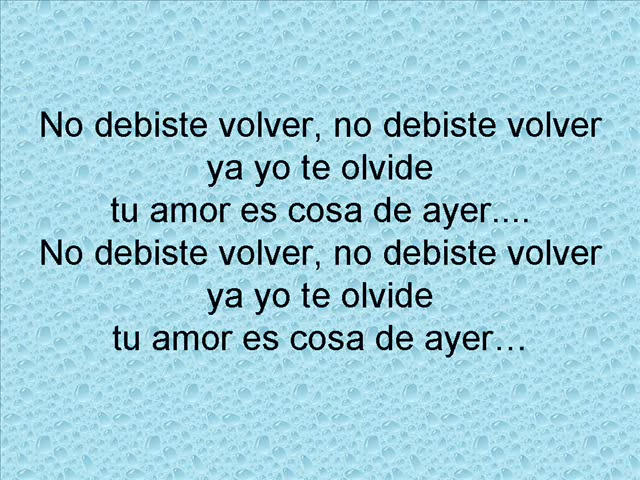 No debiste volver, no debiste volver
ya yo te olvide
tu amor es cosa de ayer....
No debiste volver, no debiste volver
ya yo te olvide
tu amor es cosa de ayer…